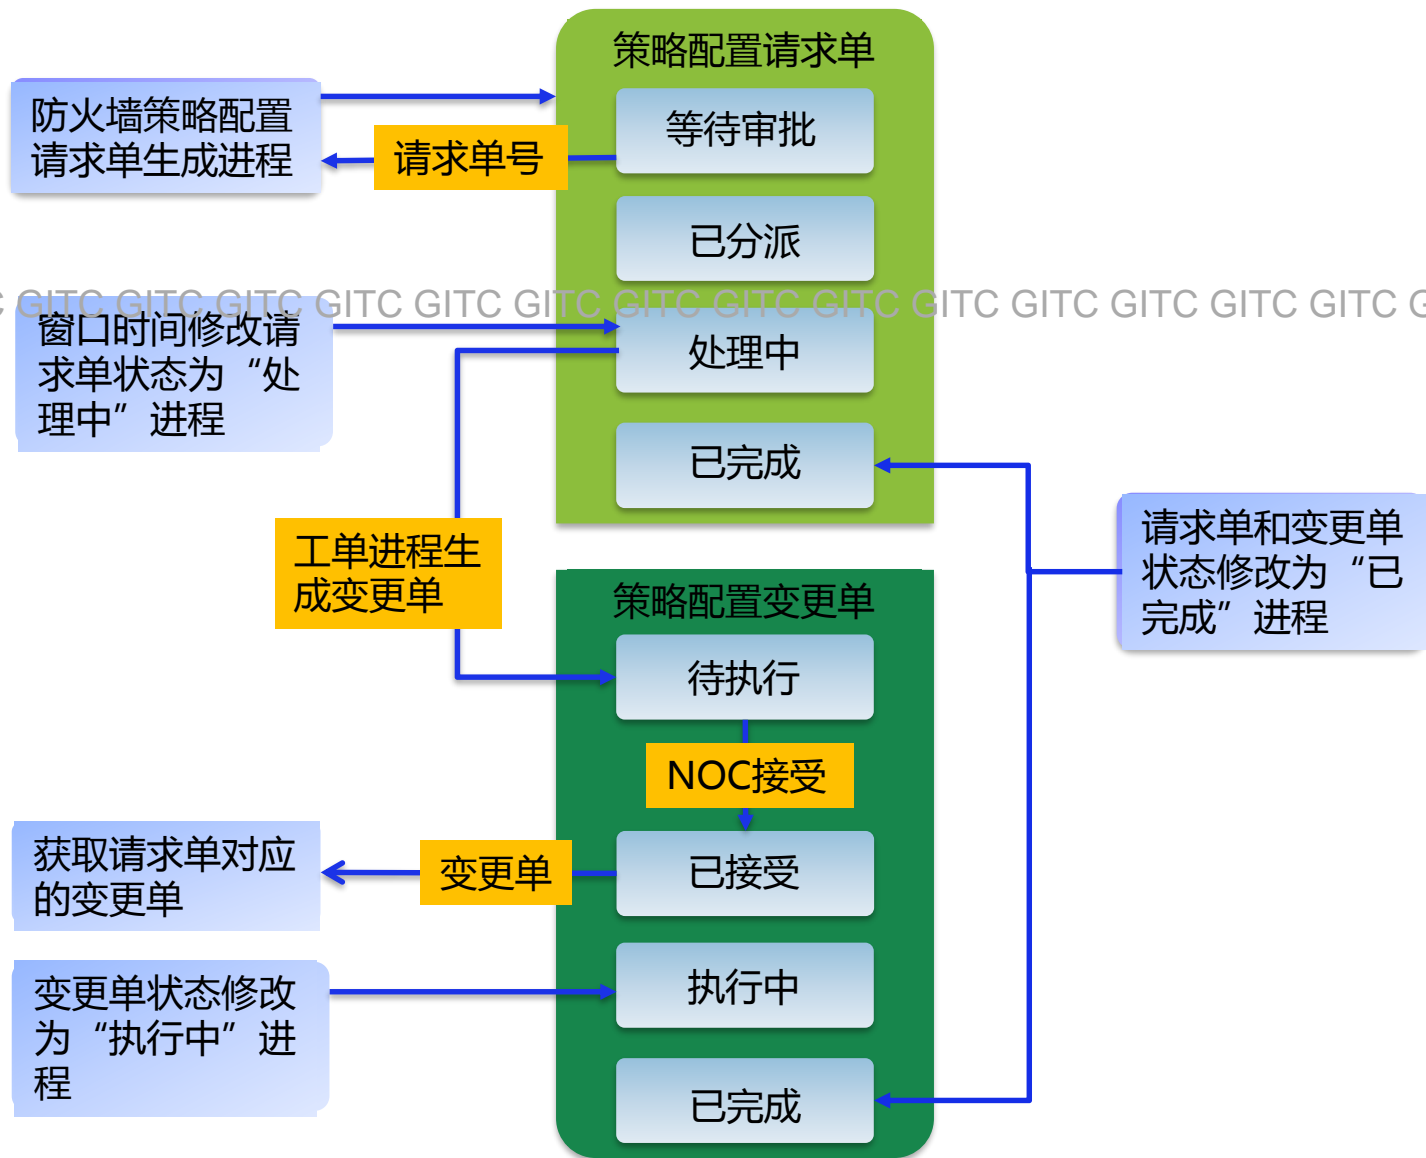 策略配置请求单
防火墙策略配置
请求单生成进程
等待审批
请求单号
已分派
GITC GITC GITC GITC GITC GITC GITC GITC GITC GITC GITC GITC GITC GITC
窗口时间修改请
求单状态为“处
理中”进程
处理中
已完成
工单进程生
成变更单
请求单和变更单
状态修改为“已
完成”进程
策略配置变更单
待执行
NOC接受
获取请求单对应
的变更单
变更单
已接受
变更单状态修改
为“执行中”进
程
执行中
已完成